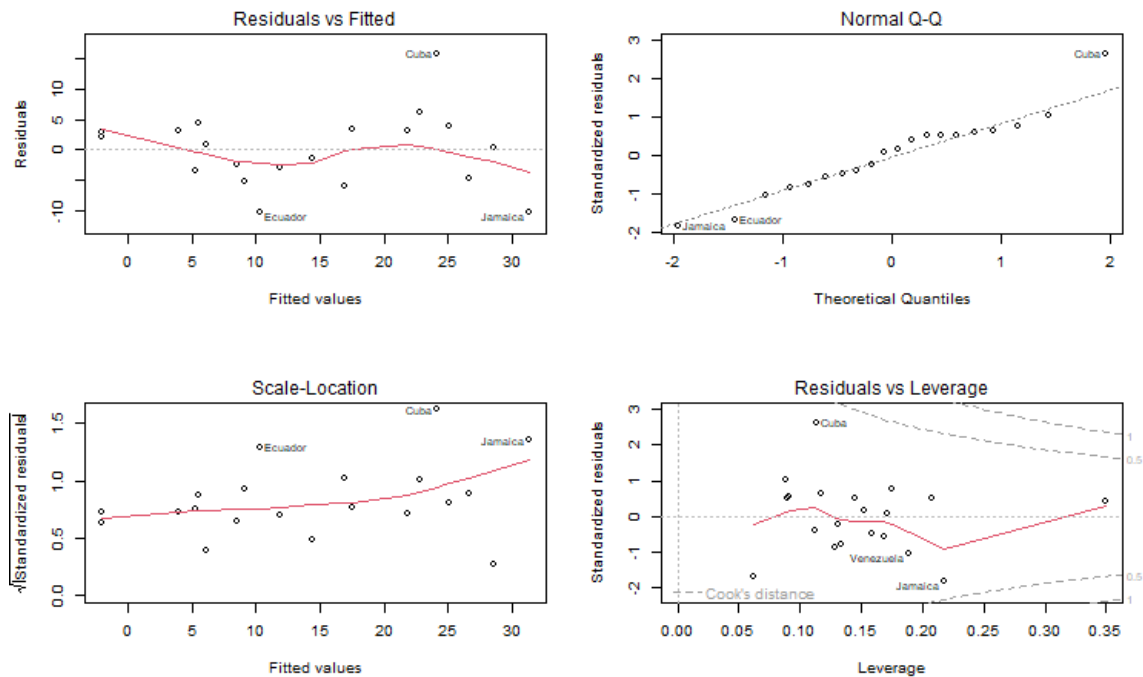 Residuals vs Fitted
Residuals
10
5
0
-10
Cuba
Ecuador
Jamaica
0 5 10 15 20 25 30
Fitted values
Normal Q-Q
Standardized residuals
3
2
1
0
-1
-2
Cuba
Ecuador
Jamaica
-2 -1 0 1 2
Theoretical Quantiles
Scale-Location
√|Standardized residuals|
1.5
1.0
0.5
0.0
Cuba
Ecuador
Jamaica
0 5 10 15 20 25 30
Fitted values
Residuals vs Leverage
Standardized residuals
3
2
1
0
-1
-2
Cuba
Venezuela
Jamaica
Cook's distance
1
0.5
0.5
1
0.00 0.05 0.10 0.15 0.20 0.25 0.30 0.35
Leverage